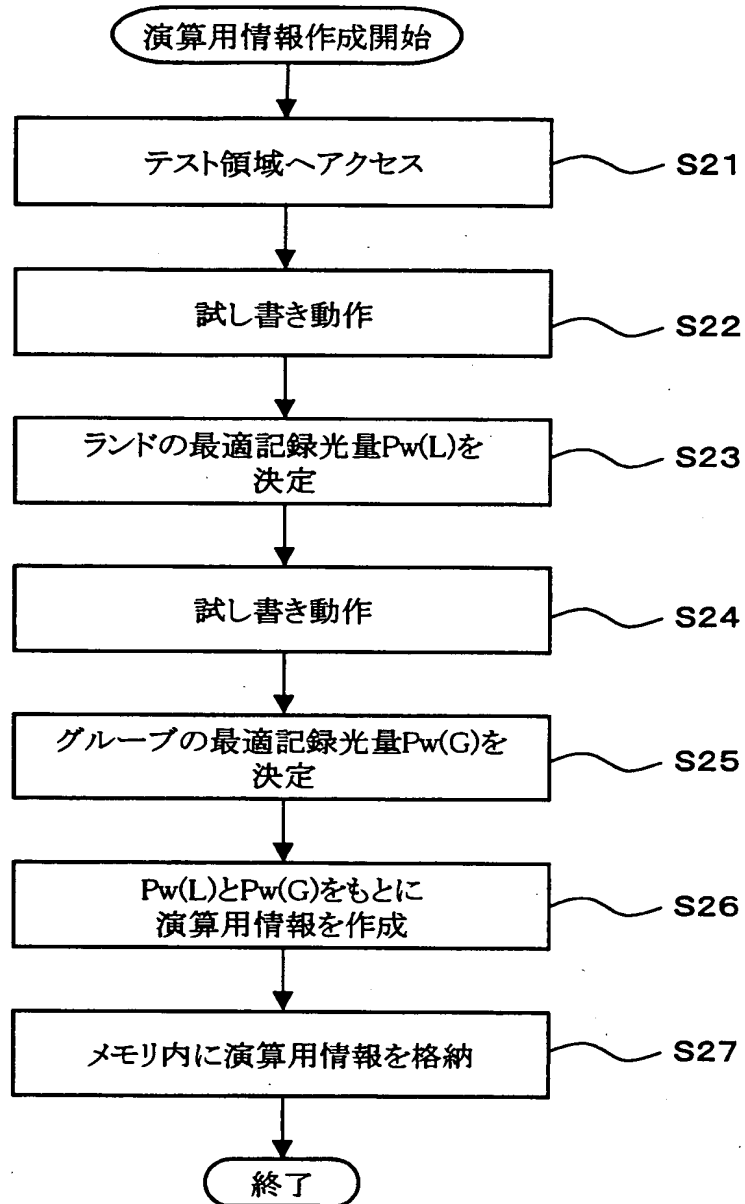 演算用情報作成開始
テスト領域へアクセス
S21
試し書き動作
S22
ランドの最適記録光量Pw(L)を
決定
S23
試し書き動作
S24
グルーブの最適記録光量Pw(G)を
決定
S25
Pw(L)とPw(G)をもとに
演算用情報を作成
S26
メモリ内に演算用情報を格納
S27
終了